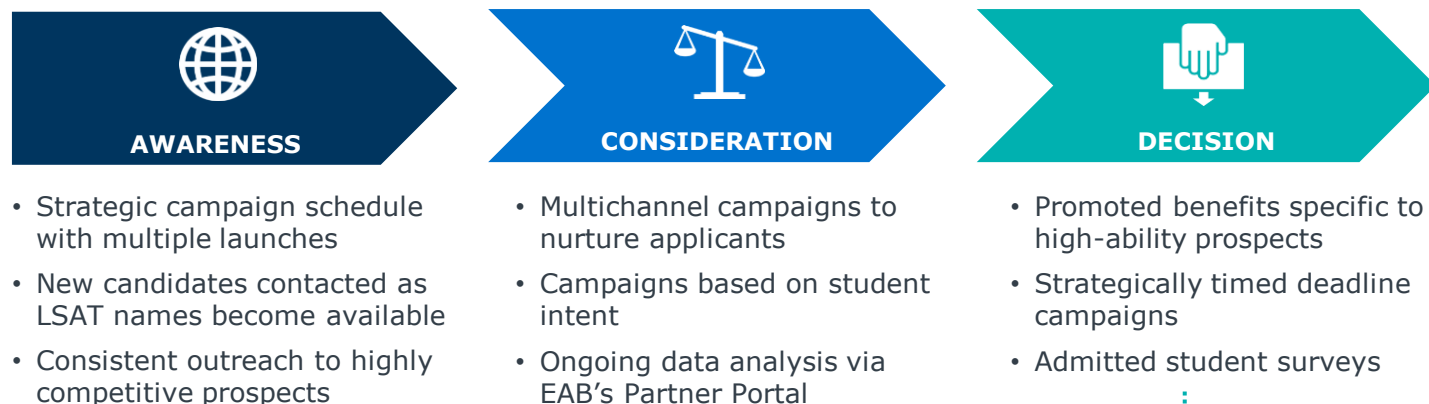 AWARENESS
• Strategic campaign schedule
with multiple launches
• New candidates contacted as
LSAT names become available
• Consistent outreach to highly
competitive prospects
CONSIDERATION
• Multichannel campaigns to
nurture applicants
• Campaigns based on student
intent
• Ongoing data analysis via
EAB’s Partner Portal
DECISION
• Promoted benefits specific to
high-ability prospects
• Strategically timed deadline
campaigns
• Admitted student surveys
: